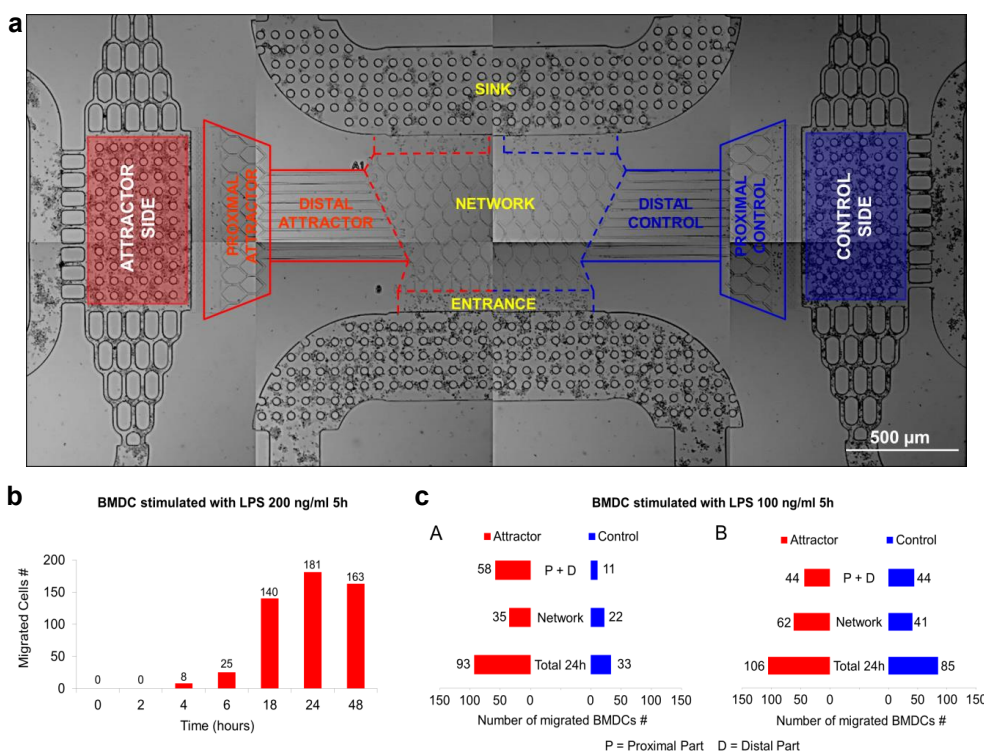 a
SINK
ATTRACTOR
SIDE
PROXIMAL
ATTRACTOR
DISTAL
ATTRACTOR
NETWORK
DISTAL
CONTROL
PROXIMAL
CONTROL
CONTROL
SIDE
ENTRANCE
500 µm
b
BMDC stimulated with LPS 200 ng/ml 5h
Migrated Cells #
200
150
100
50
0
0
0
8
25
140
181
163
0 2 4 6 18 24 48
Time (hours)
c
BMDC stimulated with LPS 100 ng/ml 5h
A
Attractor Control
58 P + D 11
35 Network 22
93 Total 24h 33
150 100 50 0 0 50 100 150
Number of migrated BMDCs #
B
Attractor Control
44 P + D 44
62 Network 41
106 Total 24h 85
150 100 50 0 0 50 100 150
Number of migrated BMDCs #
P = Proximal Part D = Distal Part